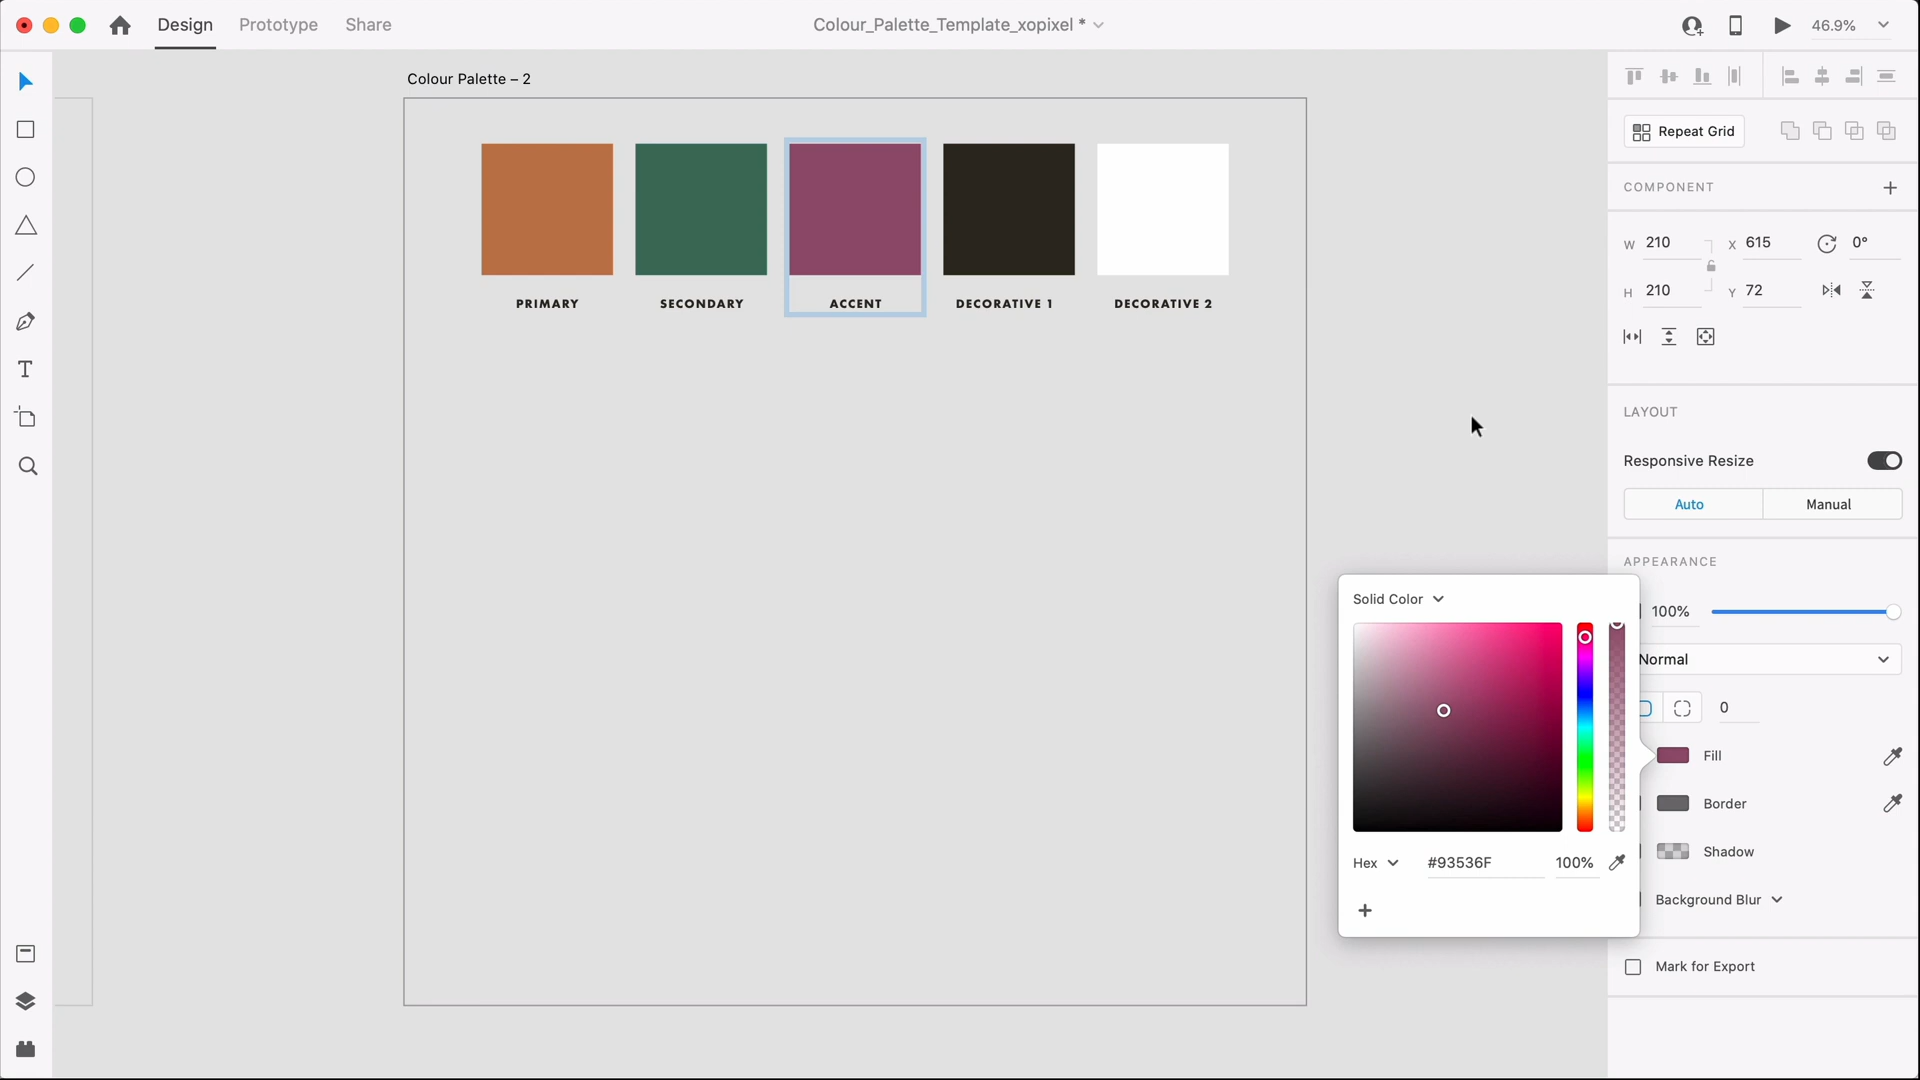 Design Prototype Share
Colour_Palette_Template_xopixel *
46.9%
Colour Palette – 2
PRIMARY
SECONDARY
ACCENT
DECORATIVE 1
DECORATIVE 2
Repeat Grid
COMPONENT
W 210 X 615 0°
H 210 Y 72
LAYOUT
Responsive Resize
Auto Manual
APPEARANCE
100%
Normal
0
Fill
Border
Shadow
Background Blur
Mark for Export
Solid Color
Hex #93536F 100%
T